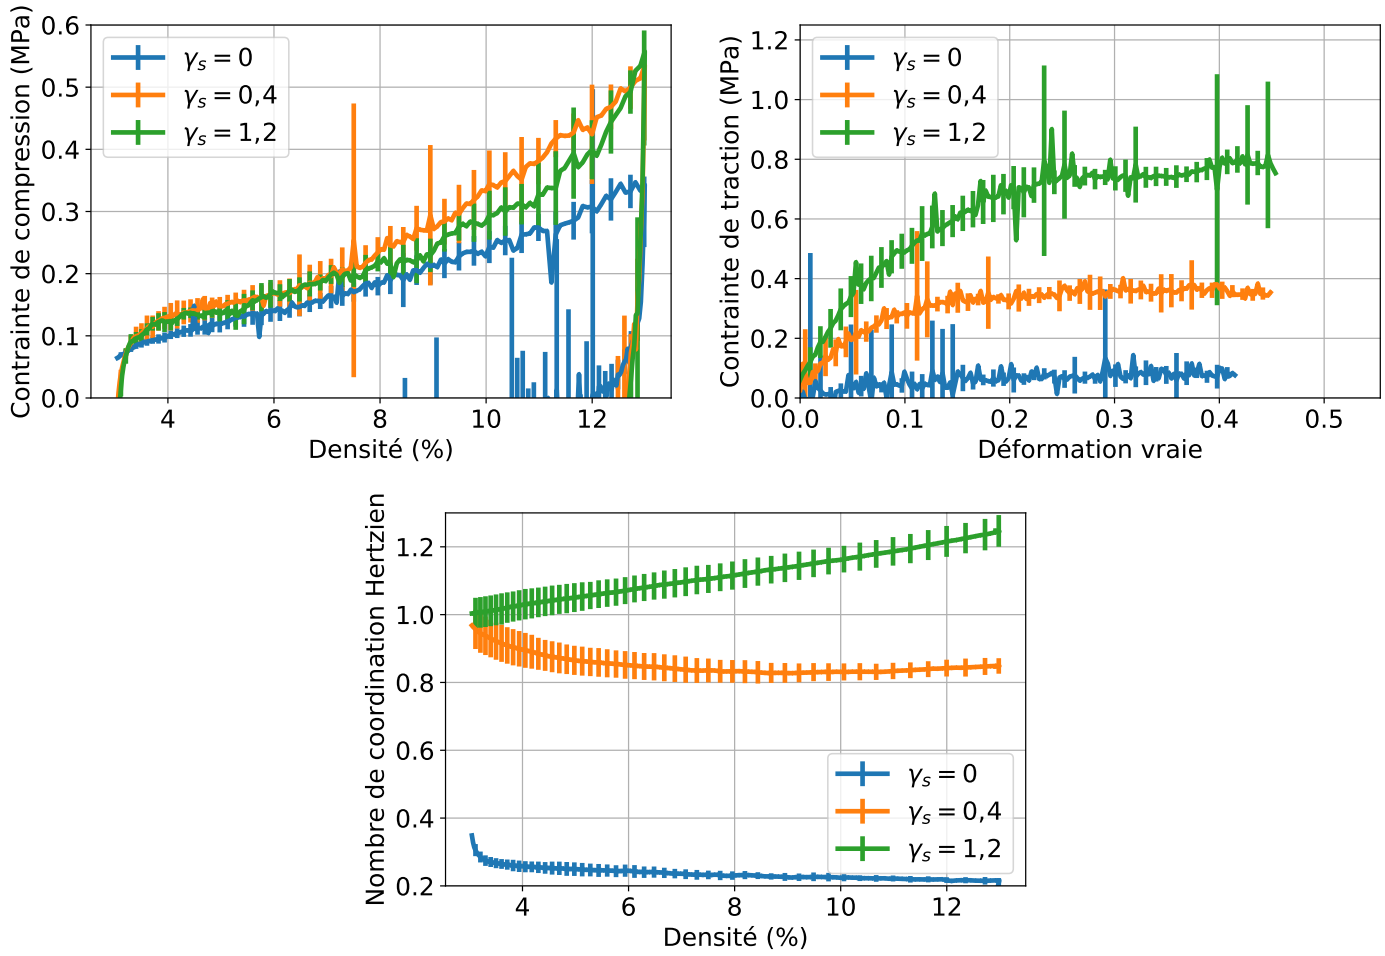 Contrainte de compression (MPa)
0.6
0.5
0.4
0.3
0.2
0.1
0.0
γs = 0
γs = 0,4
γs = 1,2
4 6 8 10 12
Densité (%)
Contrainte de traction (MPa)
1.2
1.0
0.8
0.6
0.4
0.2
0.0
γs = 0
γs = 0,4
γs = 1,2
0.0 0.1 0.2 0.3 0.4 0.5
Déformation vraie
Nombre de coordination Hertzien
1.2
1.0
0.8
0.6
0.4
0.2
γs = 0
γs = 0,4
γs = 1,2
4 6 8 10 12
Densité (%)